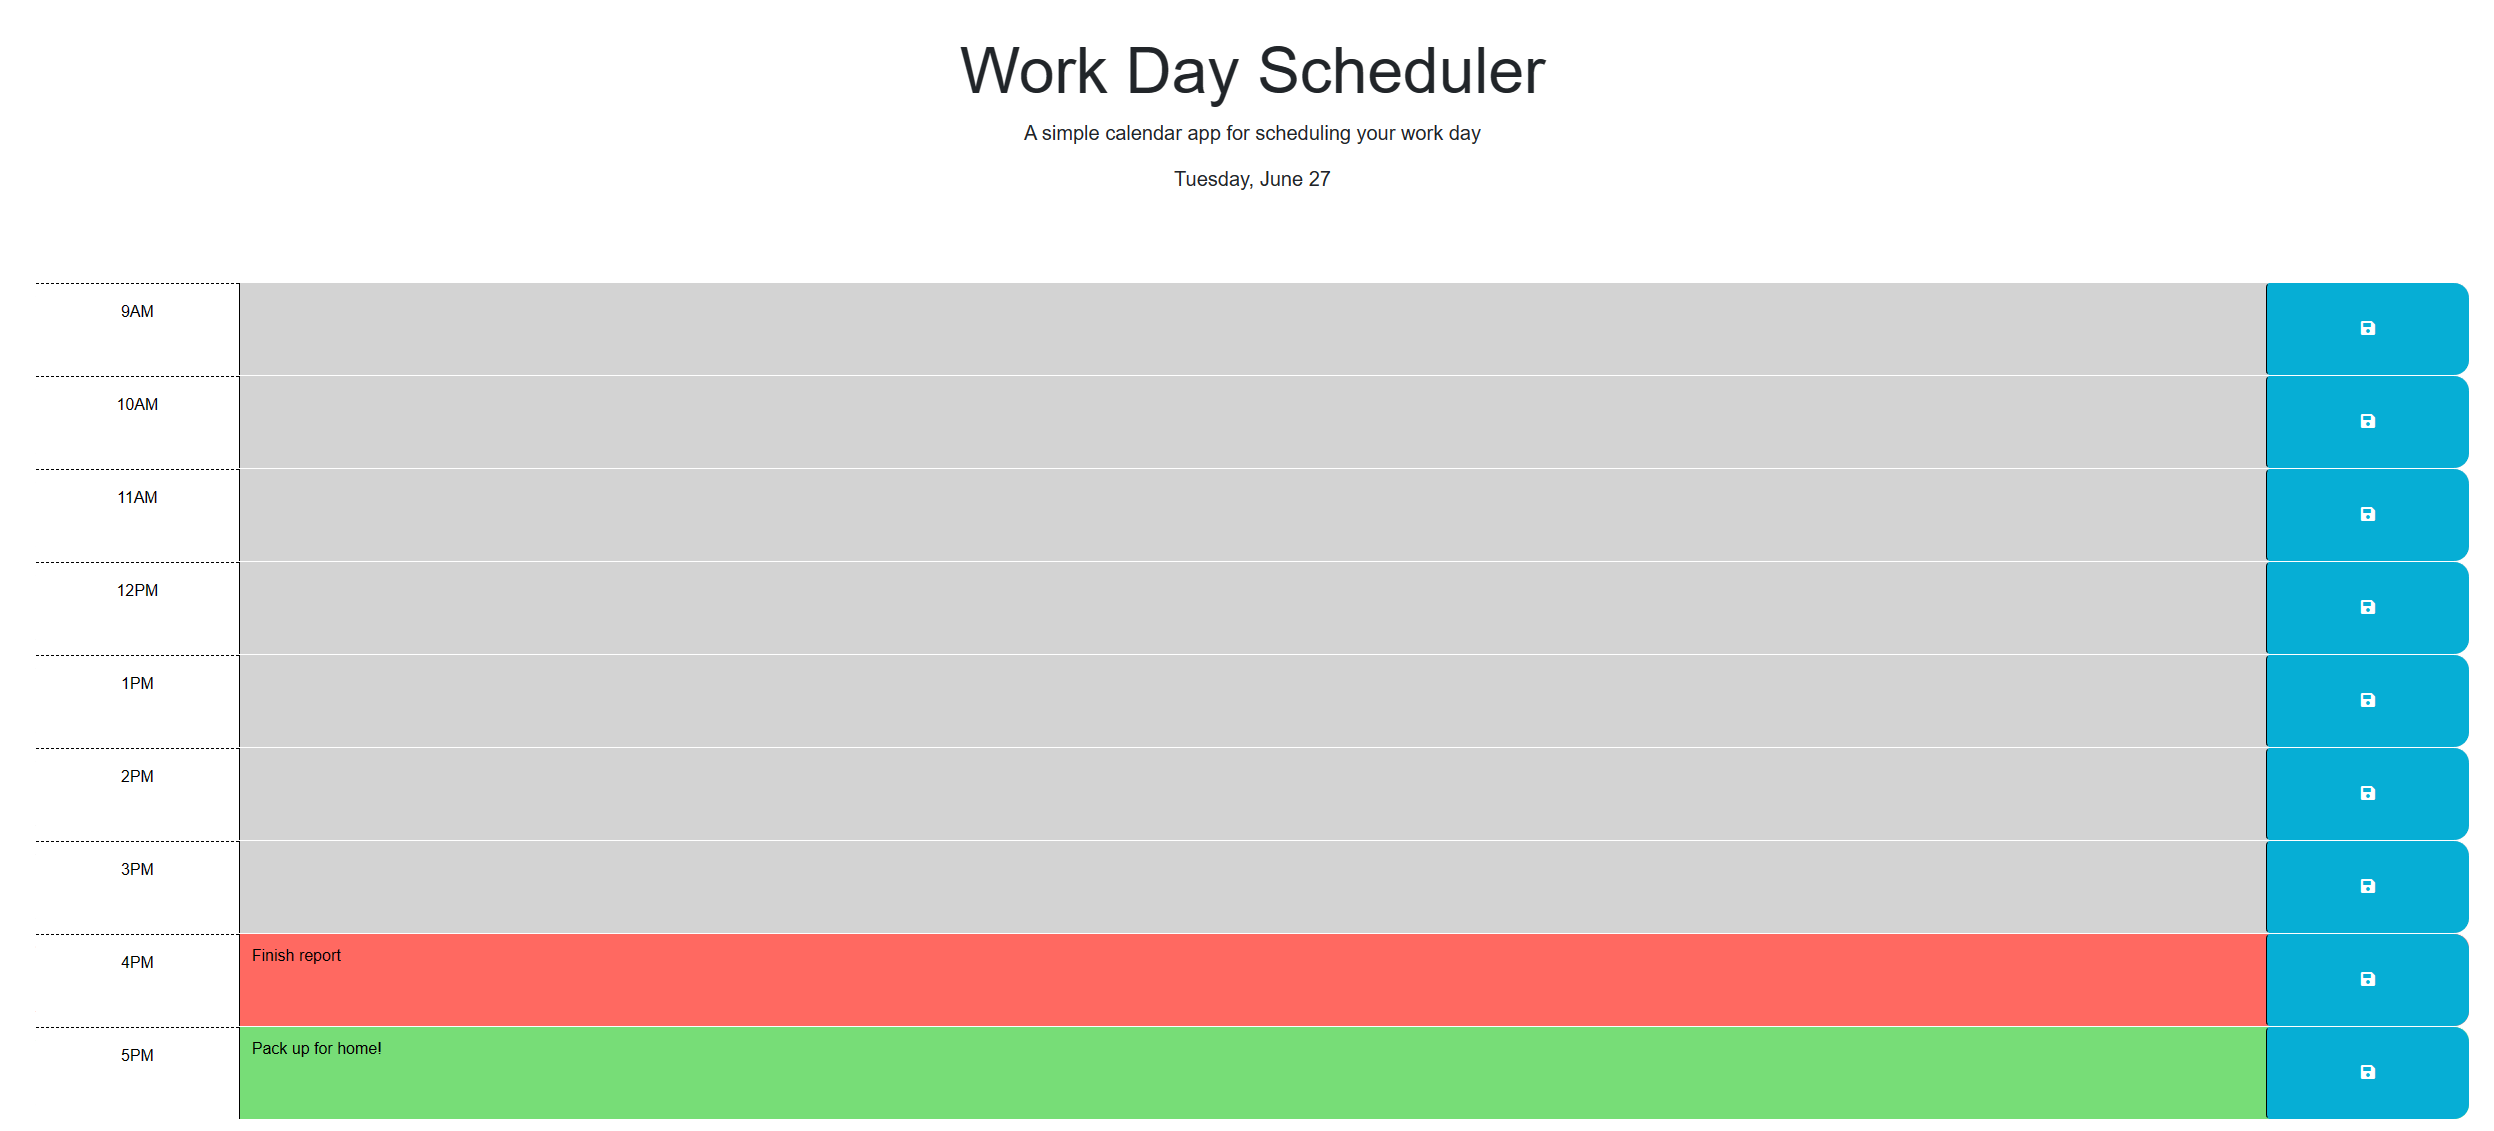 Work Day Scheduler
A simple calendar app for scheduling your work day
Tuesday, June 27
9AM
10AM
11AM
12PM
1PM
2PM
3PM
4PM
Finish report
5PM
Pack up for home!